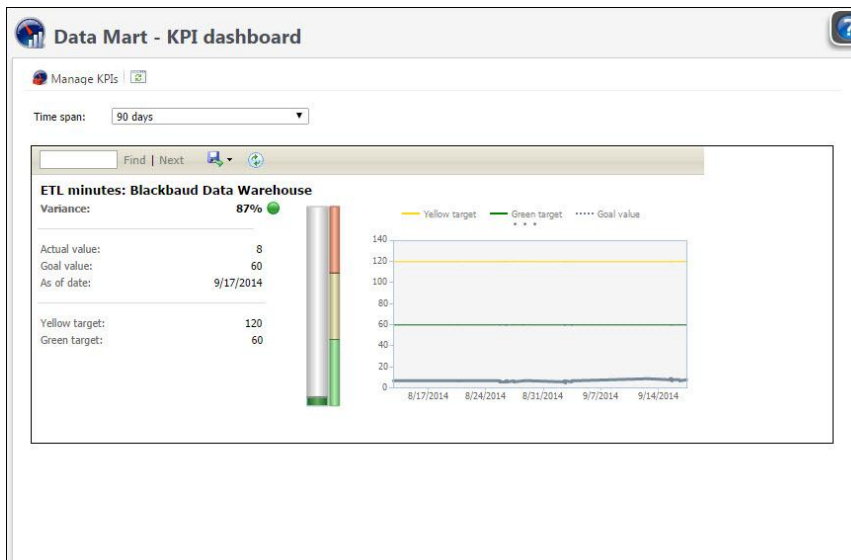 Data Mart - KPI dashboard
?
Manage KPIs
Time span: 90 days
Find | Next
ETL minutes: Blackbaud Data Warehouse
Variance: 87%
Actual value: 8
Goal value: 60
As of date: 9/17/2014
Yellow target: 120
Green target: 60
Yellow target Green target Goal value
140
120
100
80
60
40
20
0
8/17/2014 8/24/2014 8/31/2014 9/7/2014 9/14/2014